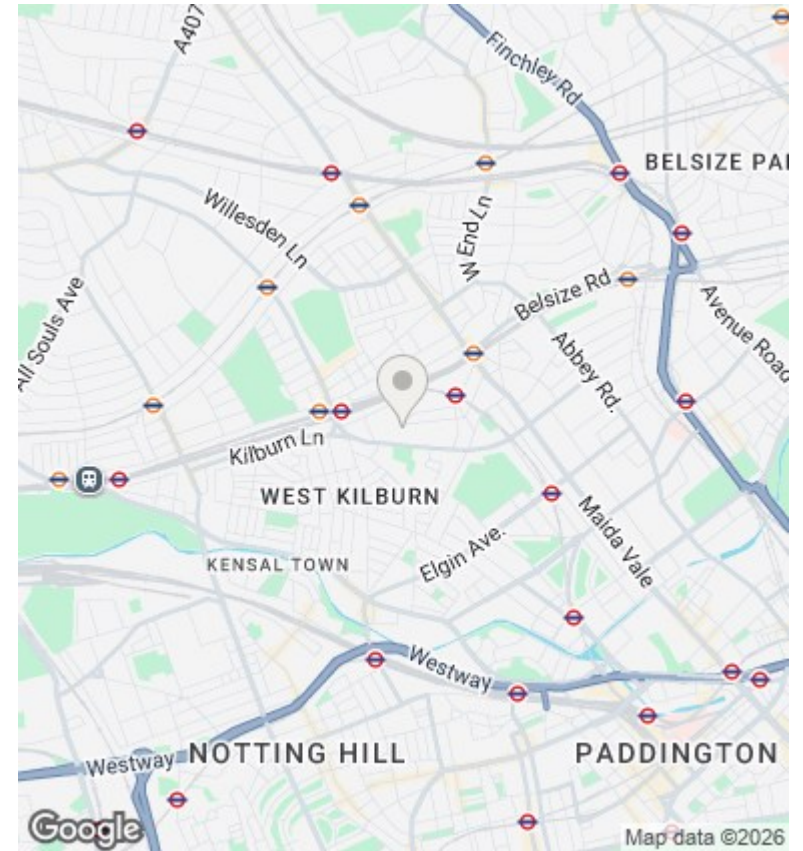 A407
Finchley Rd
BELSIZE PAI
Willesden Ln
W End Ln
All Souls Ave
Belsize Rd
Avenue Road
Abbey Rd.
Kilburn Ln
WEST KILBURN
Maida Vale
Elgin Ave.
KENSAL TOWN
Westway
Westway
NOTTING HILL
PADDINGTON
Google
Map data ©2026